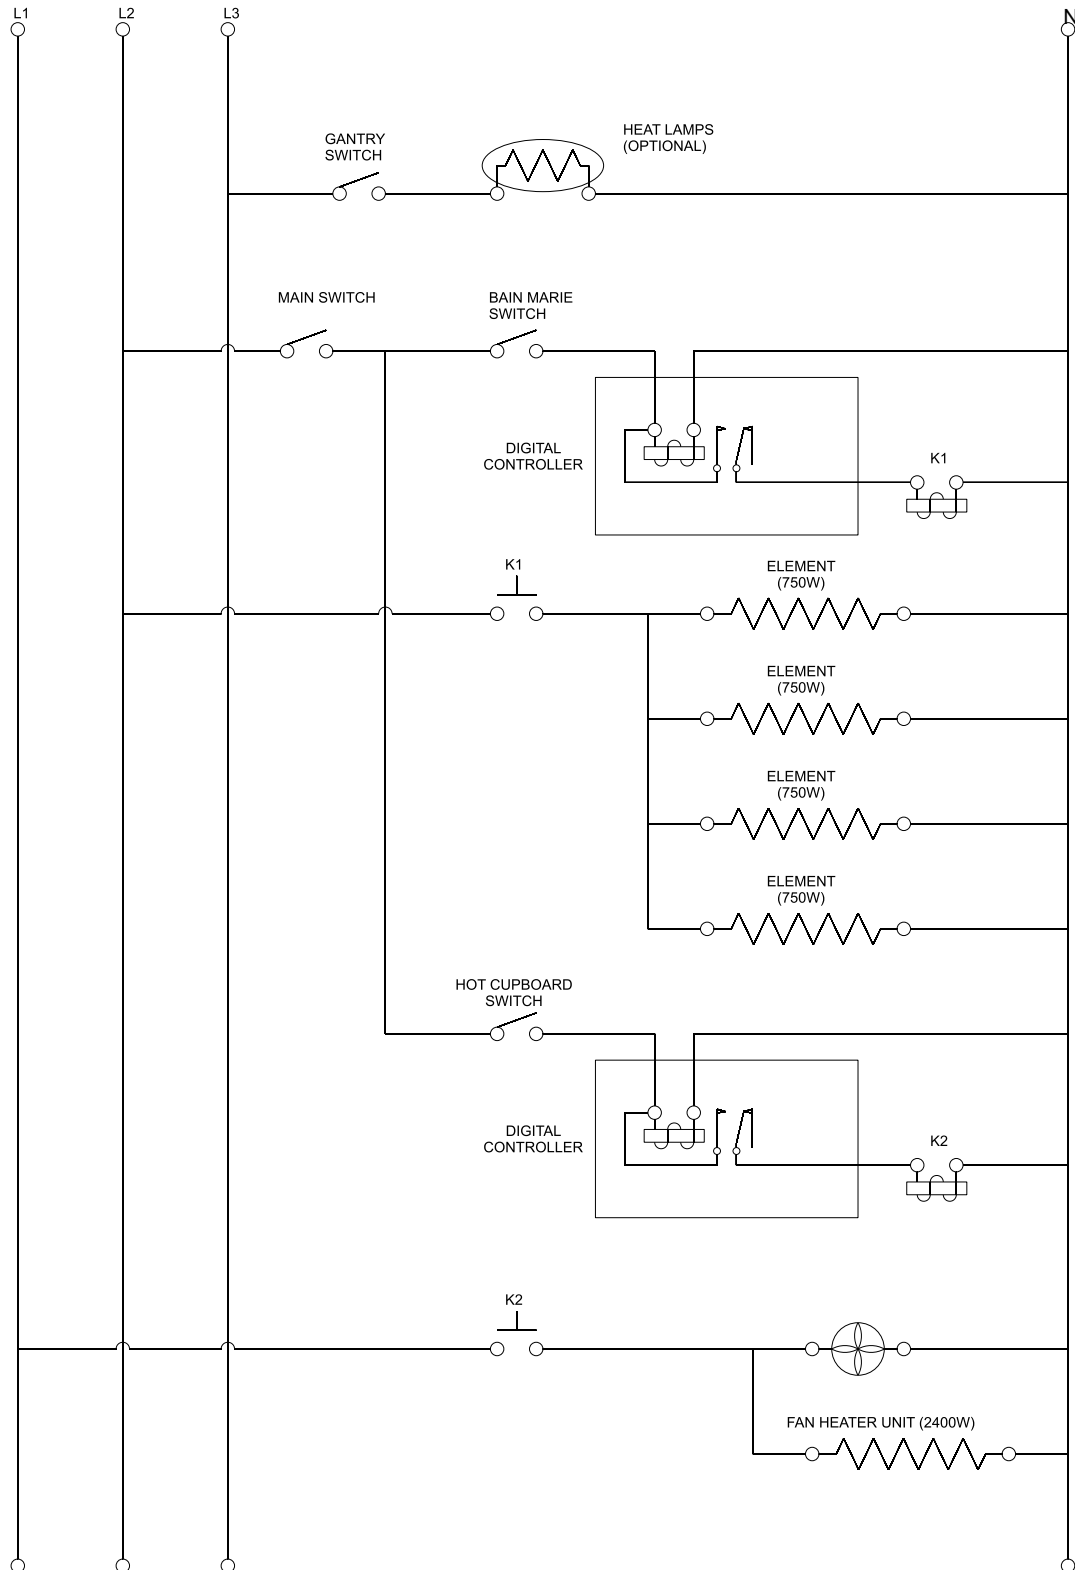 L1
L2
L3
N
GANTRY
SWITCH
HEAT LAMPS
(OPTIONAL)
MAIN SWITCH
BAIN MARIE
SWITCH
DIGITAL
CONTROLLER
K1
K1
ELEMENT
(750W)
ELEMENT
(750W)
ELEMENT
(750W)
ELEMENT
(750W)
HOT CUPBOARD
SWITCH
DIGITAL
CONTROLLER
K2
K2
FAN HEATER UNIT (2400W)